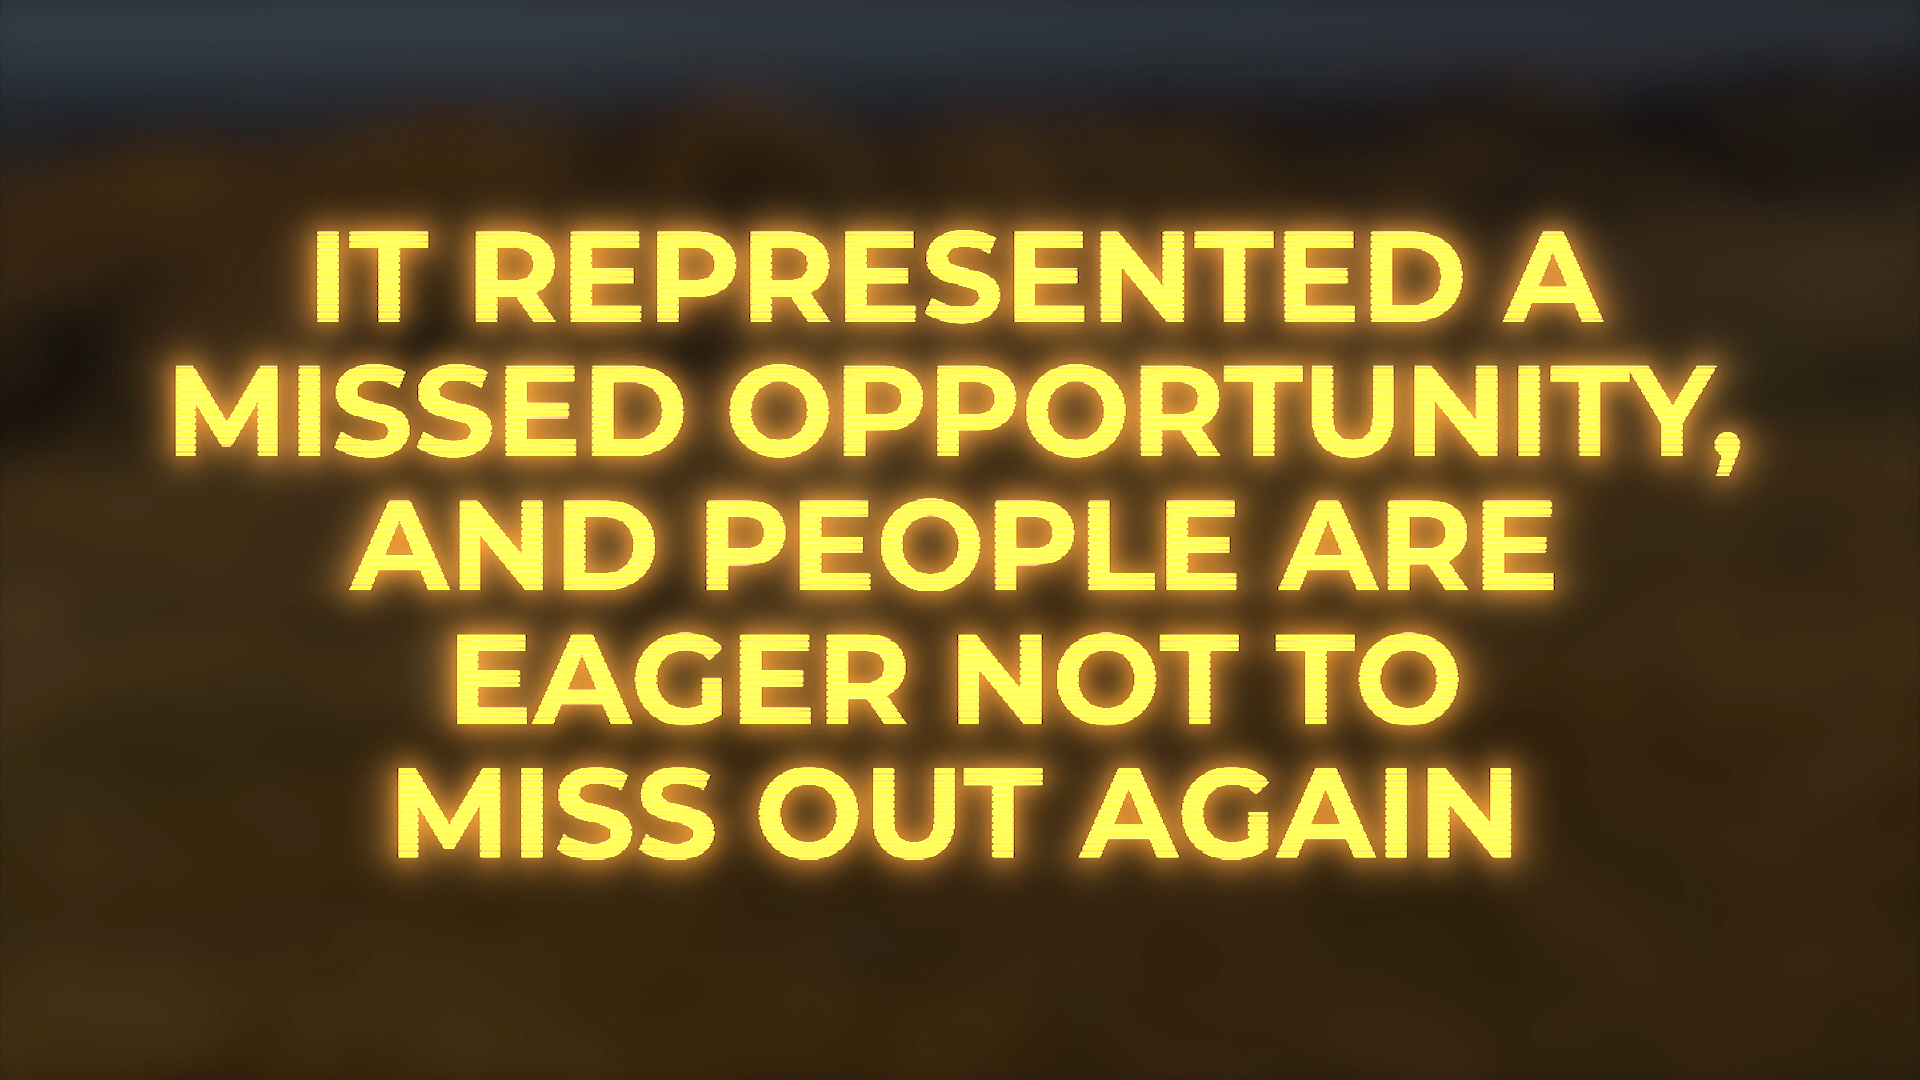 IT REPRESENTED A
MISSED OPPORTUNITY,
AND PEOPLE ARE
EAGER NOT TO
MISS OUT AGAIN